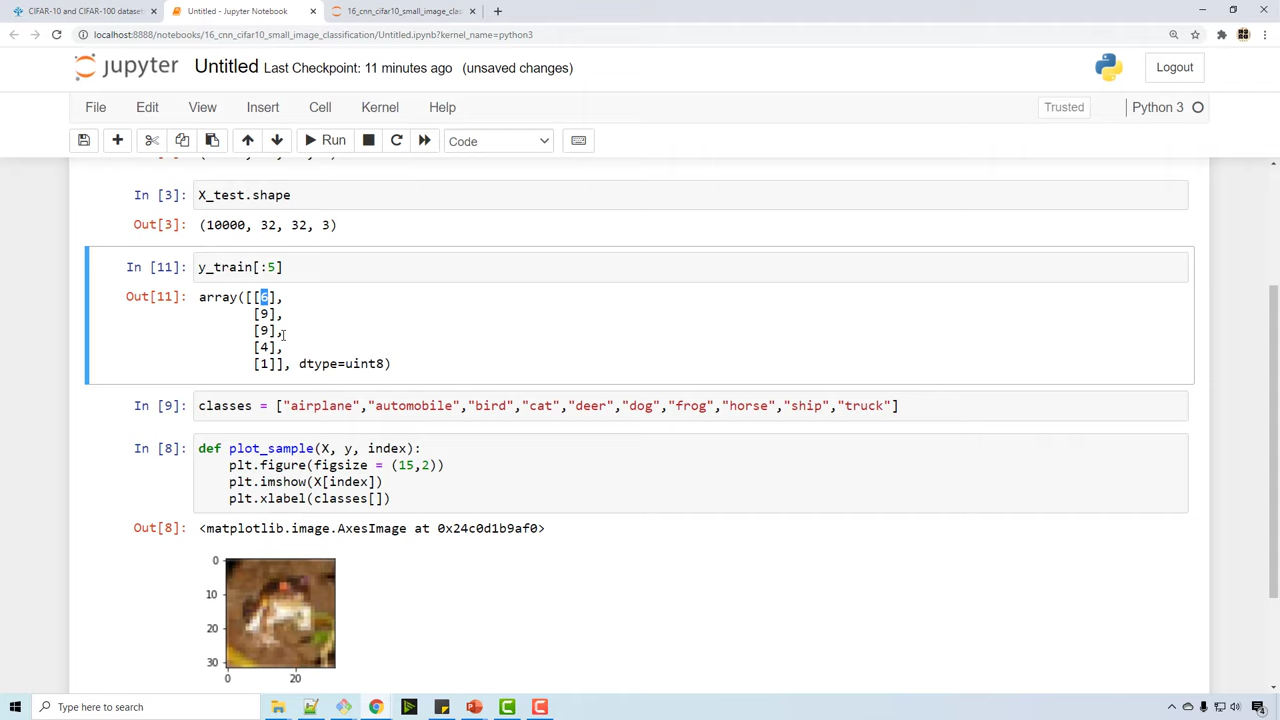 CIFAR-10 and CIFAR-100 dataset
Untitled - Jupyter Notebook
16_cnn_cifar10_small_image_clas
localhost:8888/notebooks/16_cnn_cifar10_small_image_classification/Untitled.ipynb?kernel_name=python3
jupyter Untitled Last Checkpoint: 11 minutes ago (unsaved changes)
Logout
File Edit View Insert Cell Kernel Help
Trusted
Python 3
Run
Code
In [3]: X_test.shape
Out[3]: (10000, 32, 32, 3)
In [11]: y_train[:5]
Out[11]: array([[6],
[9],
[9],
[4],
[1]], dtype=uint8)
In [9]: classes = ["airplane","automobile","bird","cat","deer","dog","frog","horse","ship","truck"]
In [8]: def plot_sample(X, y, index):
plt.figure(figsize = (15,2))
plt.imshow(X[index])
plt.xlabel(classes[])
Out[8]: <matplotlib.image.AxesImage at 0x24c0d1b9af0>
0
10
20
30
0 20
Type here to search
4